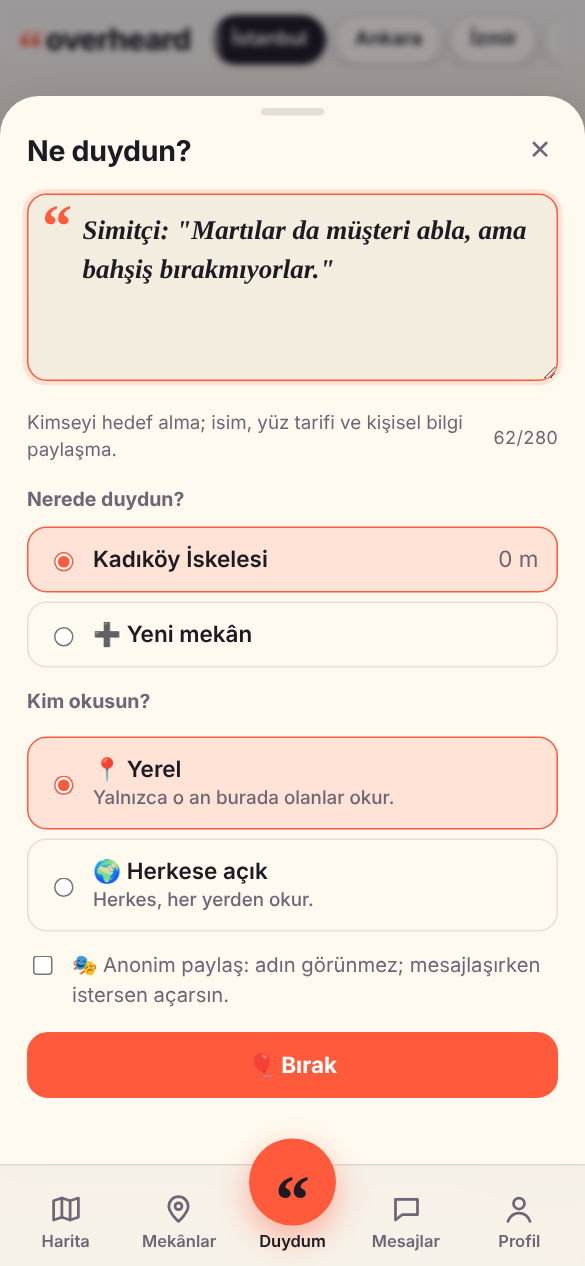 overheard İstanbul Ankara İzmir
Ne duydun?
Simitçi: "Martılar da müşteri abla, ama
bahşiş bırakmıyorlar."
Kimseyi hedef alma; isim, yüz tarifi ve kişisel bilgi
paylaşma.
62/280
Nerede duydun?
Kadıköy İskelesi 0 m
➕ Yeni mekân
Kim okusun?
📍 Yerel
Yalnızca o an burada olanlar okur.
🌍 Herkese açık
Herkes, her yerden okur.
🎭 Anonim paylaş: adın görünmez; mesajlaşırken
istersen açarsın.
🎈 Bırak
Harita Mekânlar Duydum Mesajlar Profil